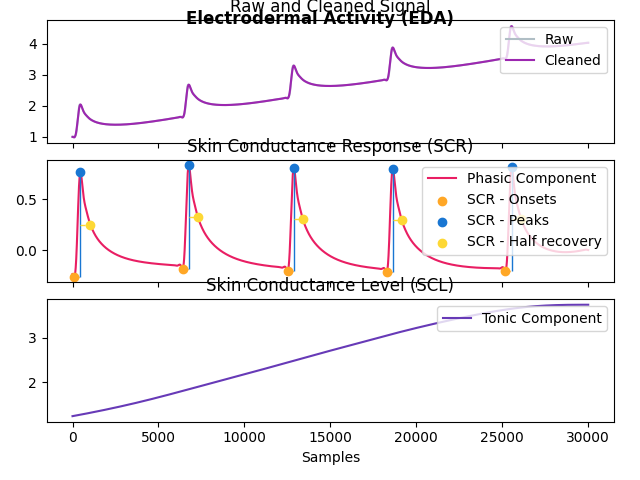 Raw and Cleaned Signal
Electrodermal Activity (EDA)
4
3
2
1
Raw
Cleaned
Skin Conductance Response (SCR)
0.5
0.0
Phasic Component
SCR - Onsets
SCR - Peaks
SCR - Half recovery
Skin Conductance Level (SCL)
3
2
Tonic Component
0 5000 10000 15000 20000 25000 30000
Samples